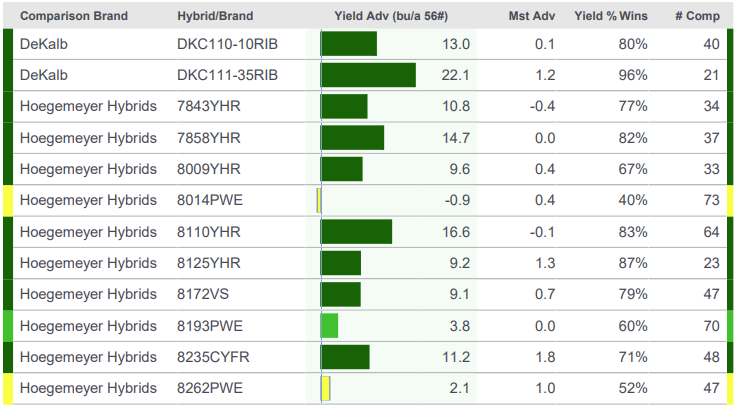 Comparison Brand Hybrid/Brand Yield Adv (bu/a 56#) Mst Adv Yield % Wins # Comp
DeKalb DKC110-10RIB 13.0 0.1 80% 40
DeKalb DKC111-35RIB 22.1 1.2 96% 21
Hoegemeyer Hybrids 7843YHR 10.8 -0.4 77% 34
Hoegemeyer Hybrids 7858YHR 14.7 0.0 82% 37
Hoegemeyer Hybrids 8009YHR 9.6 0.4 67% 33
Hoegemeyer Hybrids 8014PWE -0.9 0.4 40% 73
Hoegemeyer Hybrids 8110YHR 16.6 -0.1 83% 64
Hoegemeyer Hybrids 8125YHR 9.2 1.3 87% 23
Hoegemeyer Hybrids 8172VS 9.1 0.7 79% 47
Hoegemeyer Hybrids 8193PWE 3.8 0.0 60% 70
Hoegemeyer Hybrids 8235CYFR 11.2 1.8 71% 48
Hoegemeyer Hybrids 8262PWE 2.1 1.0 52% 47